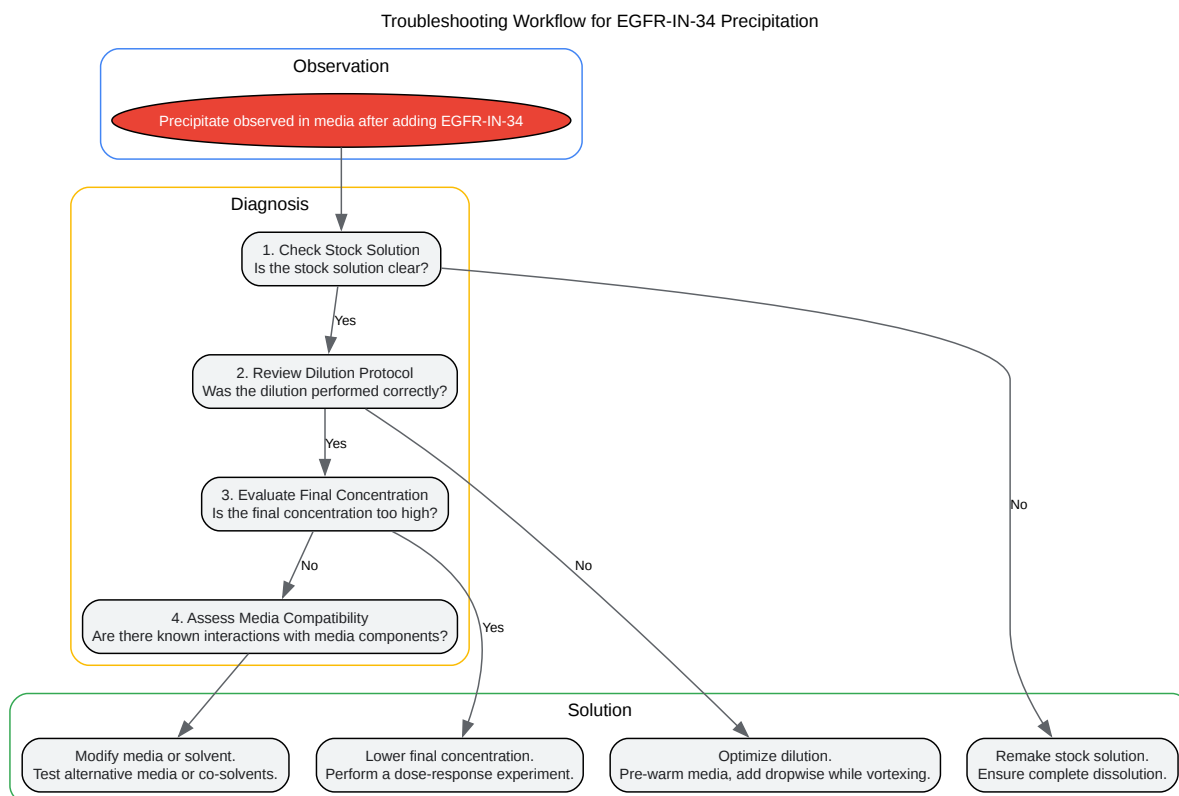 Troubleshooting Workflow for EGFR-IN-34 Precipitation
Observation
Precipitate observed in media after adding EGFR-IN-34
Diagnosis
1. Check Stock Solution
Is the stock solution clear?
Yes
2. Review Dilution Protocol
Was the dilution performed correctly?
Yes
No
3. Evaluate Final Concentration
Is the final concentration too high?
No
No
4. Assess Media Compatibility
Are there known interactions with media components?
Yes
Solution
Modify media or solvent.
Test alternative media or co-solvents.
Lower final concentration.
Perform a dose-response experiment.
Optimize dilution.
Pre-warm media, add dropwise while vortexing.
Remake stock solution.
Ensure complete dissolution.